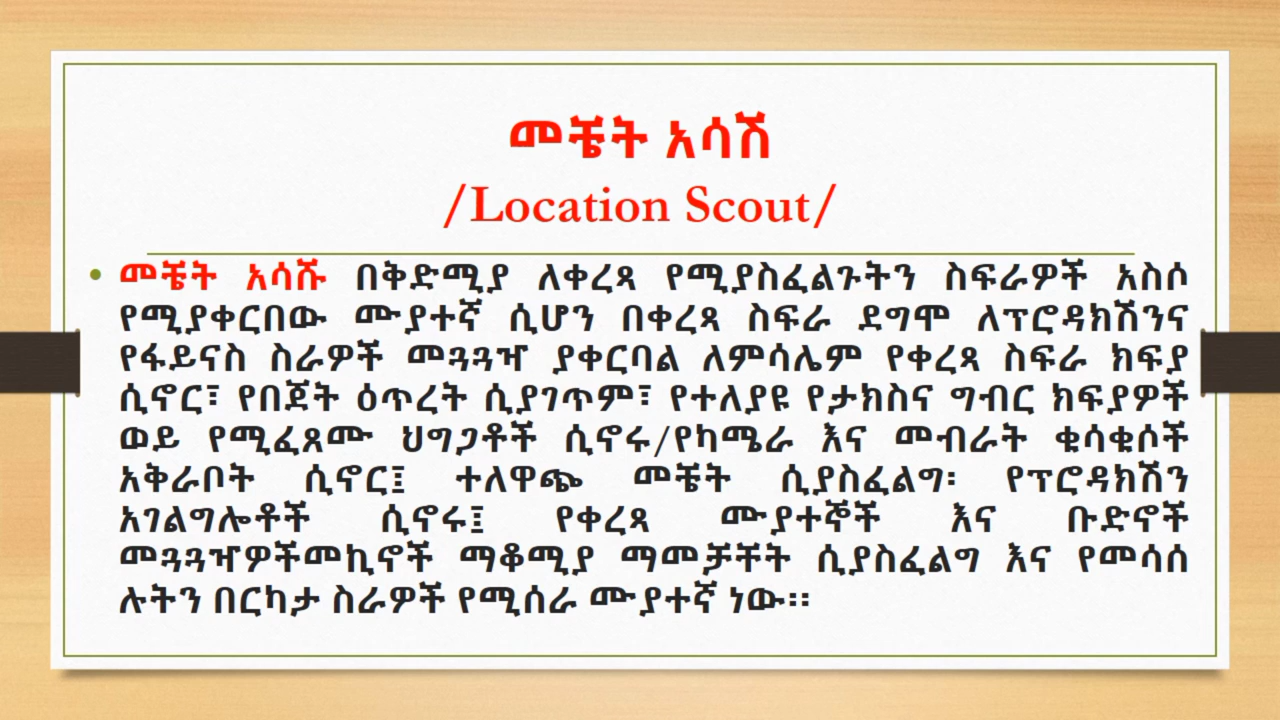 መቼት አሳሽ
/Location Scout/
• መቼት አሳሹ በቅድሚያ ለቀረጻ የሚያስፈልጉትን ስፍራዎች አስሶ
የሚያቀርበው ሙያተኛ ሲሆን በቀረጻ ስፍራ ደግሞ ለፕሮዳክሽንና
የፋይናስ ስራዎች መጓጓዣ ያቀርባል ለምሳሌም የቀረጻ ስፍራ ክፍያ
ሲኖር፣ የበጀት ዕጥረት ሲያገጥም፣ የተለያዩ የታክስና ግብር ክፍያዎች
ወይ የሚፈጸሙ ህግጋቶች ሲኖሩ/የካሜራ እና መብራት ቁሳቁሶች
አቅራቦት ሲኖር፤ ተለዋጭ መቼት ሲያስፈልግ፡ የፕሮዳክሽን
አገልግሎቶች ሲኖሩ፤ የቀረጻ ሙያተኞች እና ቡድኖች
መጓጓዣዎችመኪኖች ማቆሚያ ማመቻቸት ሲያስፈልግ እና የመሳሰ
ሉትን በርካታ ስራዎች የሚሰራ ሙያተኛ ነው።